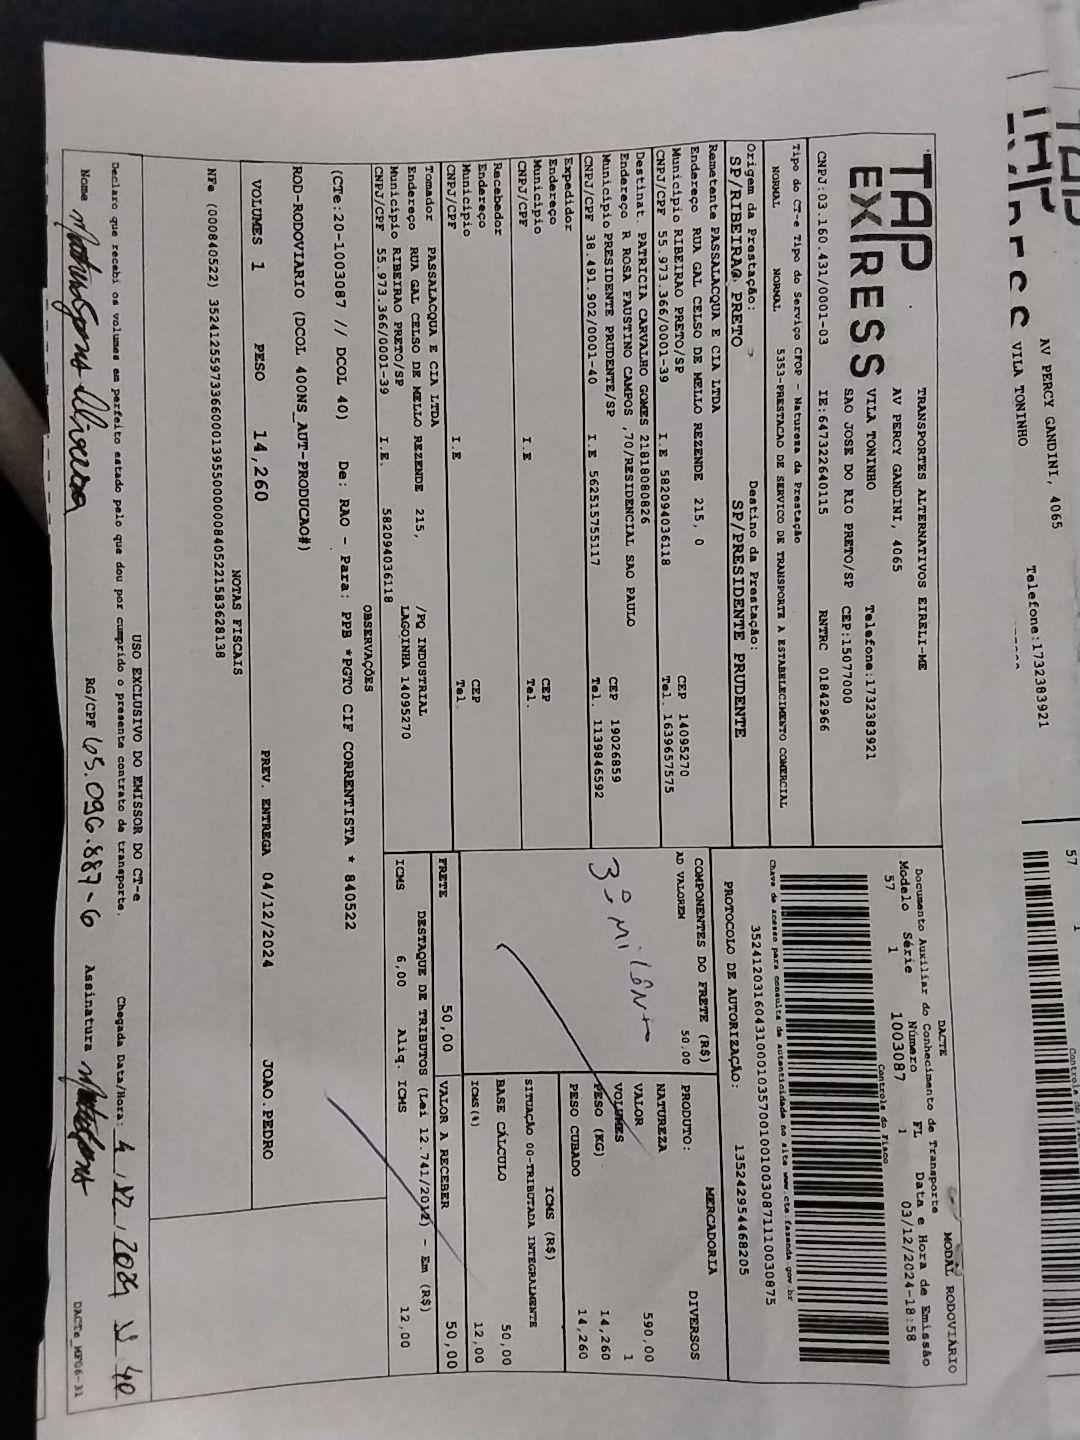 AV PERCY GANDINI, 4065
VILA TONINHO
Telefone:1732383921
57
TAP
EXPRESS
TRANSPORTES ALTERNATIVOS EIRELI-ME
AV PERCY GANDINI, 4065
VILA TONINHO
Telefone:1732383921
SAO JOSE DO RIO PRETO/SP
CEP:15077000
CNPJ:03.160.431/0001-03
IE:647322640115
RNTRC 01842966
DACTE
MODAL RODOVIÁRIO
Documento Auxiliar do Conhecimento de Transporte
Modelo Série Número FL Data e Hora de Emissão
57 1 1003087 1 03/12/2024-18:58
Controle do Fisco
Tipo do CT-e Tipo do Serviço CFOP - Natureza da Prestação
NORMAL NORMAL 5353-PRESTACAO DE SERVICO DE TRANSPORTE A ESTABELECIMENTO COMERCIAL
Chave de acesso para consulta de autenticidade no site www.cte.fazenda.gov.br
35241203160431000103570010010030871110030875
Origem da Prestação:
SP/RIBEIRAO PRETO
Destino da Prestação:
SP/PRESIDENTE PRUDENTE
PROTOCOLO DE AUTORIZAÇÃO:
135242954468205
Remetente PASSALACQUA E CIA LTDA
Endereço RUA GAL CELSO DE MELLO REZENDE 215, 0
Município RIBEIRAO PRETO/SP
CEP 14095270
CNPJ/CPF 55.973.366/0001-39
I.E 582094036118
Tel. 1639657575
Destinat. PATRICIA CARVALHO GOMES 21818080826
Endereço R ROSA FAUSTINO CAMPOS ,70/RESIDENCIAL SAO PAULO
Município PRESIDENTE PRUDENTE/SP
CEP 19026859
CNPJ/CPF 38.491.902/0001-40
I.E 562515755117
Tel. 1139846592
Expedidor
Endereço
Município
CEP
CNPJ/CPF
I.E
Tel.
Recebedor
Endereço
Município
CEP
CNPJ/CPF
I.E
Tel.
Tomador PASSALACQUA E CIA LTDA
Endereço RUA GAL CELSO DE MELLO REZENDE 215,
/PQ INDUSTRIAL
Município RIBEIRAO PRETO/SP
LAGOINHA 14095270
CNPJ/CPF 55.973.366/0001-39
I.E. 582094036118
COMPONENTES DO FRETE (R$)
AD VALOREM 50,00
PRODUTO:
MERCADORIA DIVERSOS
NATUREZA
VALOR 590,00
VOLUMES 1
PESO (KG) 14,260
PESO CUBADO 14,260
ICMS (R$)
SITUAÇÃO 00-TRIBUTADA INTEGRALMENTE
BASE CÁLCULO 50,00
ICMS(%) 12,00
FRETE 50,00
VALOR A RECEBER 50,00
DESTAQUE DE TRIBUTOS (Lei 12.741/2012) - Em (R$)
ICMS 6,00 Aliq. ICMS 12,00
OBSERVAÇÕES
(CTe:20-1003087 // DCOL 40) De: RAO - Para: PPB *PGTO CIF CORRENTISTA * 840522
ROD-RODOVIARIO (DCOL 400NS_AUT-PRODUCAO#)
VOLUMES 1 PESO 14,260 PREV. ENTREGA 04/12/2024 JOAO.PEDRO
NOTAS FISCAIS
NFe (000840522) 35241255973366000139550000008405221583628138
USO EXCLUSIVO DO EMISSOR DO CT-e
Declaro que recebi os volumes em perfeito estado pelo que dou por cumprido o presente contrato de transporte.
Chegada Data/Hora: 4 / 12 / 2024 11 40
Nome
RG/CPF 65.096.887-6
Assinatura
DACTe_MF06-31